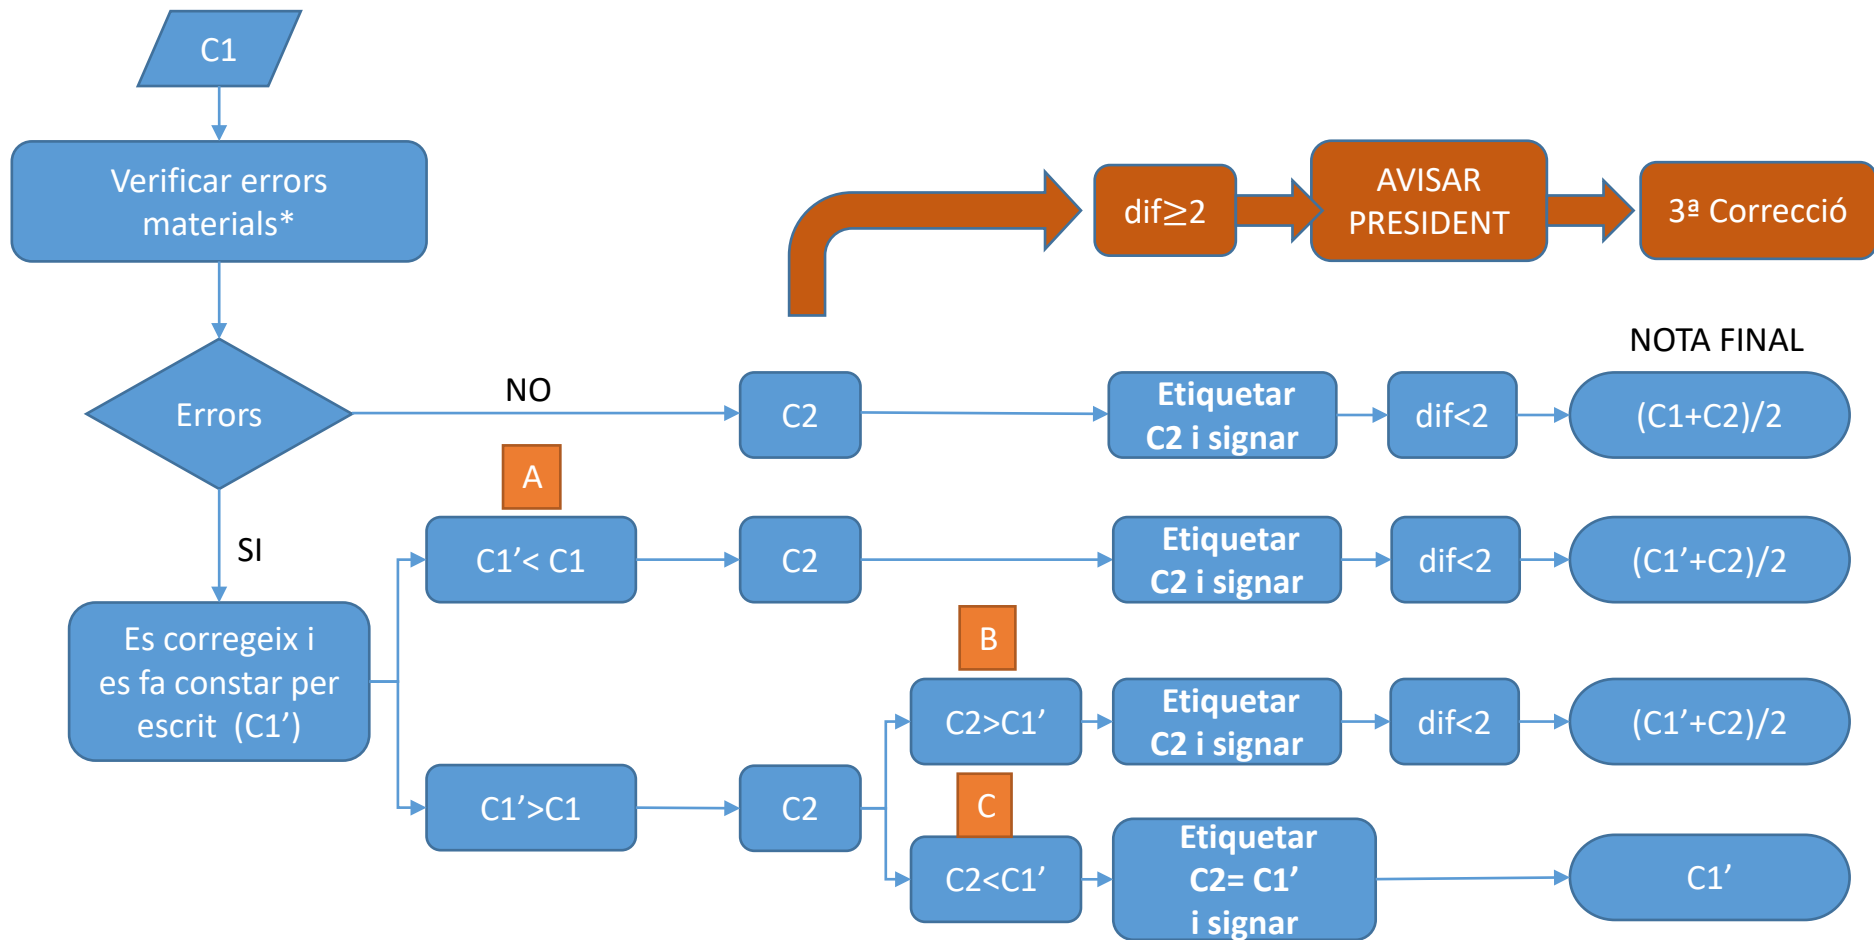 C1
Verificar errors
materials*
dif≥2
AVISAR
PRESIDENT
3ª Correcció
NOTA FINAL
Errors
NO
C2
Etiquetar
C2 i signar
dif<2
(C1+C2)/2
A
SI
C1’< C1
C2
Etiquetar
C2 i signar
dif<2
(C1’+C2)/2
Es corregeix i
es fa constar per
escrit (C1’)
B
C2>C1’
Etiquetar
C2 i signar
dif<2
(C1’+C2)/2
C1’>C1
C2
C
C2<C1’
Etiquetar
C2= C1’
i signar
C1’